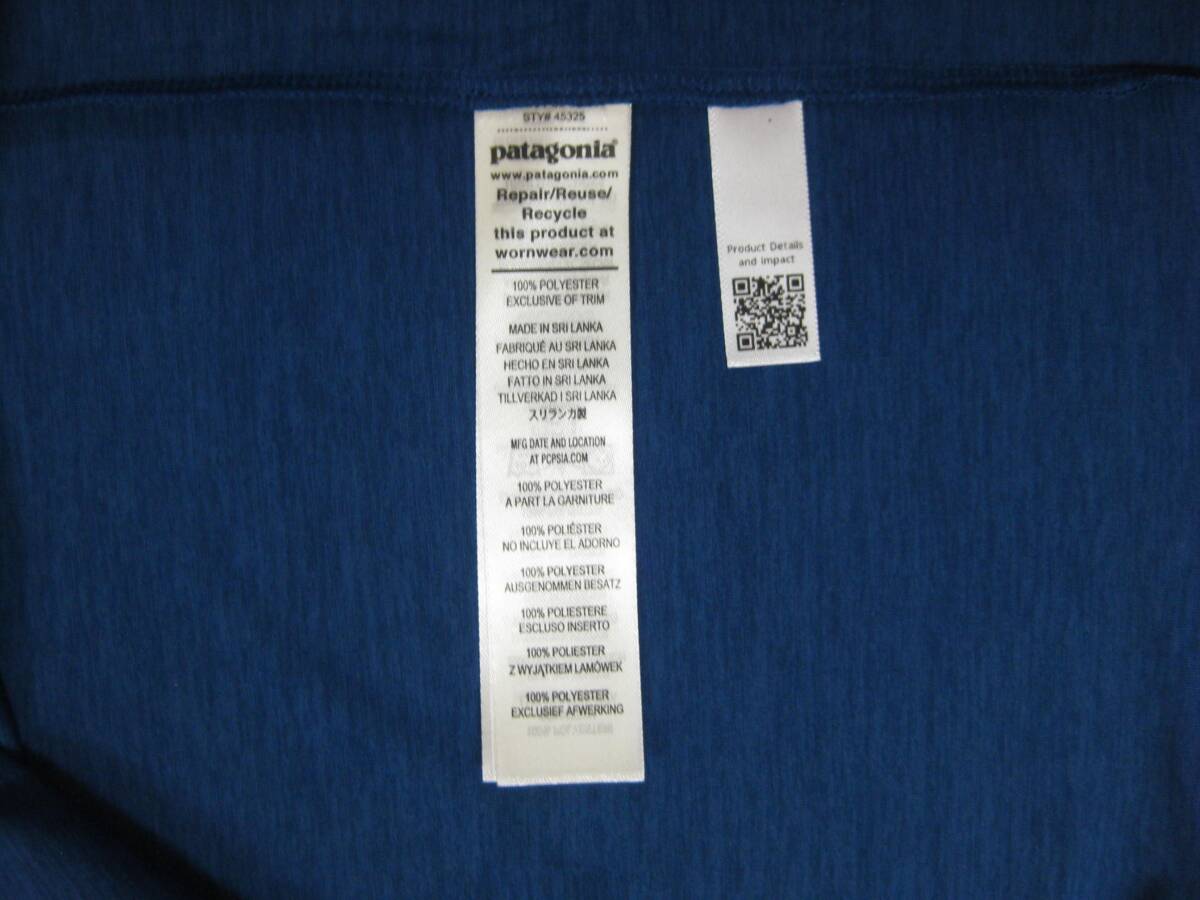 STY# 45325
patagonia®
www.patagonia.com
Repair/Reuse/
Recycle
this product at
wornwear.com
100% POLYESTER
EXCLUSIVE OF TRIM
MADE IN SRI LANKA
FABRIQUÉ AU SRI LANKA
HECHO EN SRI LANKA
FATTO IN SRI LANKA
TILLVERKAD I SRI LANKA
スリランカ製
MFG DATE AND LOCATION
AT PCPSIA.COM
100% POLYESTER
A PART LA GARNITURE
100% POLIÉSTER
NO INCLUYE EL ADORNO
100% POLYESTER
AUSGENOMMEN BESATZ
100% POLIESTERE
ESCLUSO INSERTO
100% POLIESTER
Z WYJĄTKIEM LAMÓWEK
100% POLYESTER
EXCLUSIEF AFWERKING
Product Details
and impact